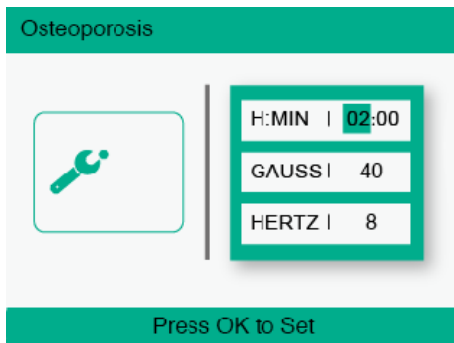 Osteoporosis
H:MIN | 02:00
GAUSS | 40
HERTZ | 8
Press OK to Set